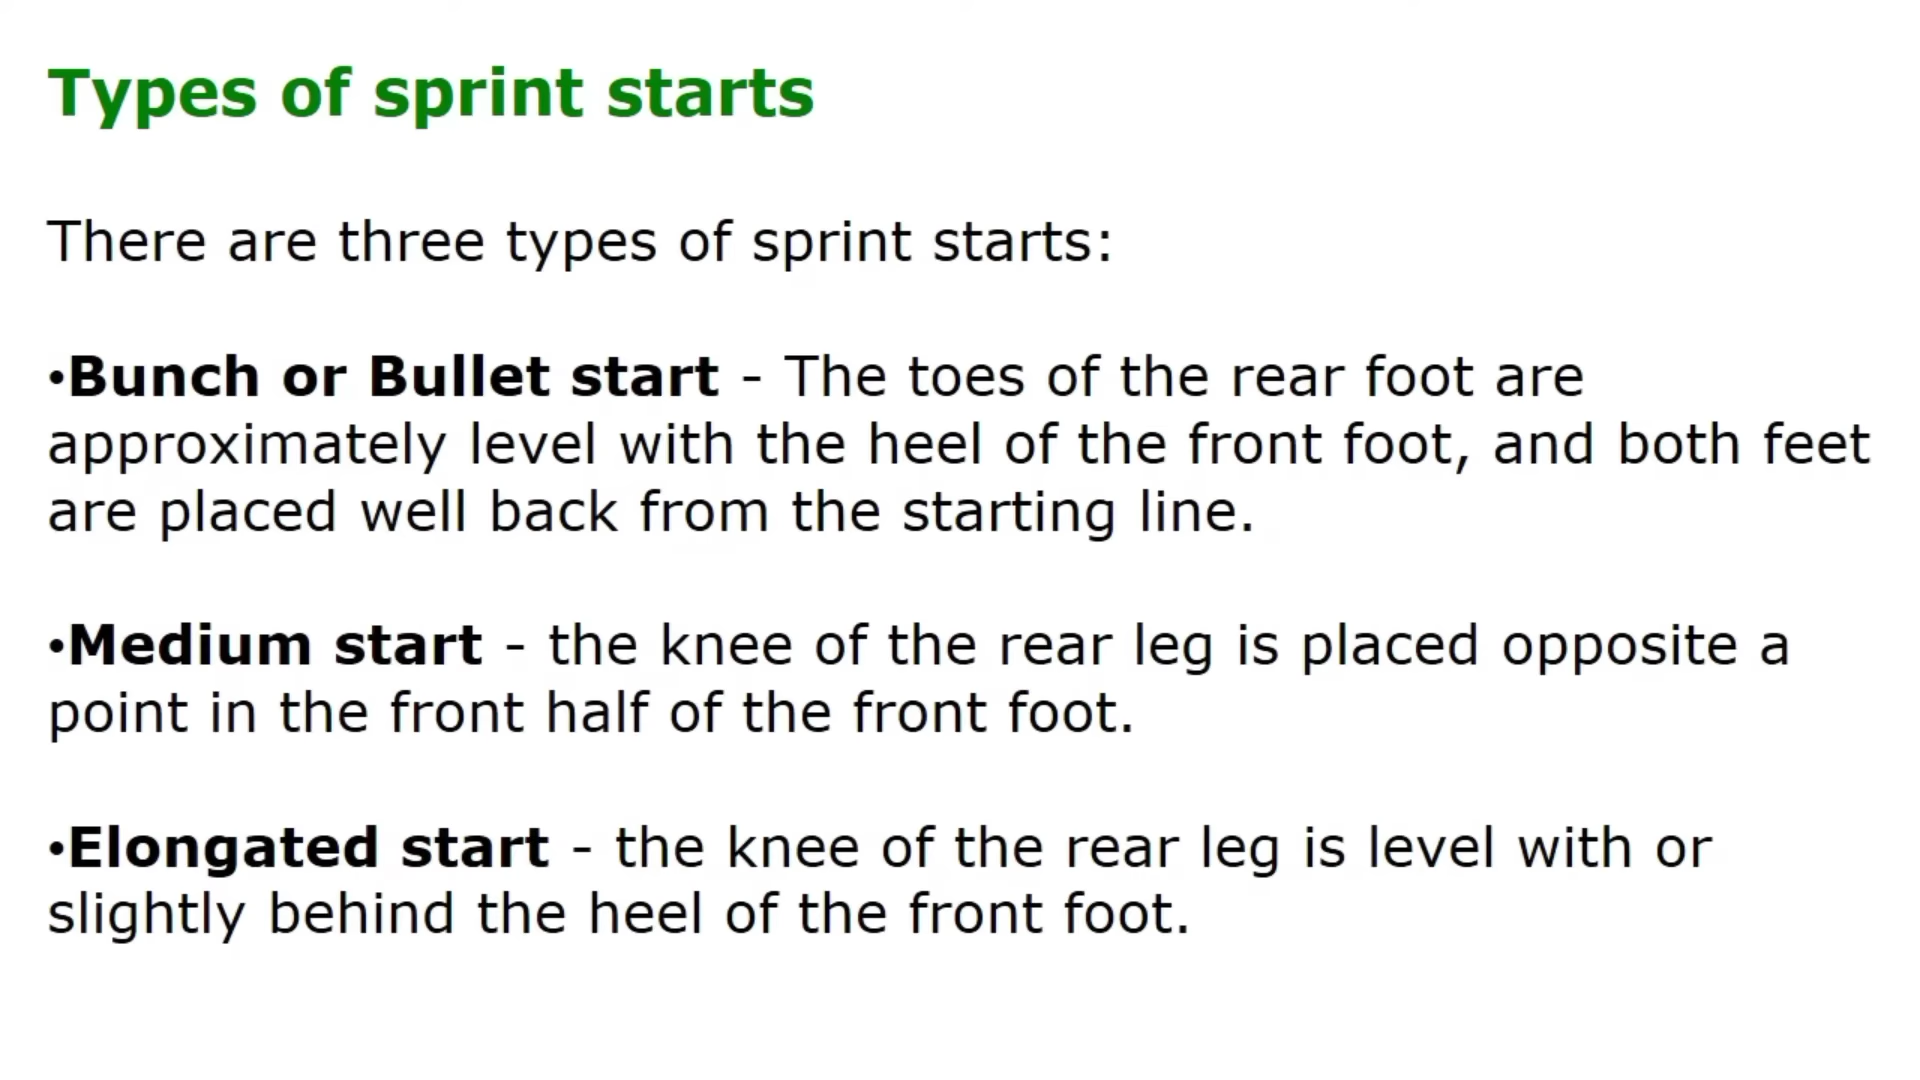 Types of sprint starts
There are three types of sprint starts:
•Bunch or Bullet start - The toes of the rear foot are
approximately level with the heel of the front foot, and both feet
are placed well back from the starting line.
•Medium start - the knee of the rear leg is placed opposite a
point in the front half of the front foot.
•Elongated start - the knee of the rear leg is level with or
slightly behind the heel of the front foot.